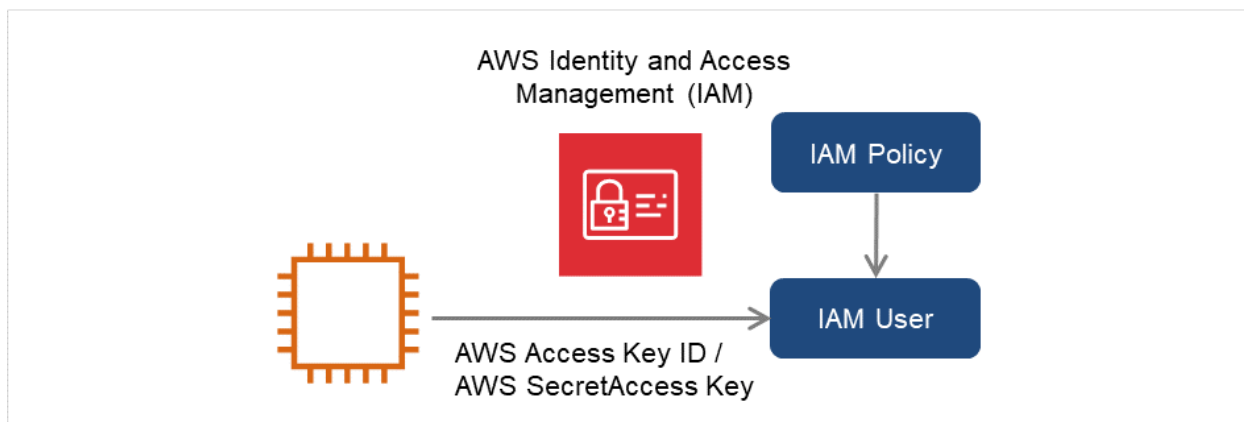 AWS Identity and Access
Management (IAM)
IAM Policy
IAM User
AWS Access Key ID /
AWS SecretAccess Key